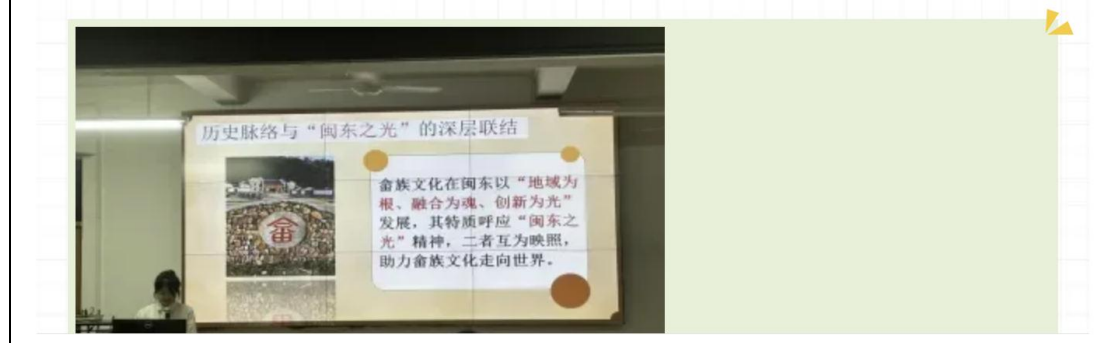 历史脉络与“闽东之光”的深层联结
畲族文化在闽东以“地域为
根、融合为魂、创新为光”
发展，其特质呼应“闽东之
光”精神，二者互为映照，
助力畲族文化走向世界。
畲